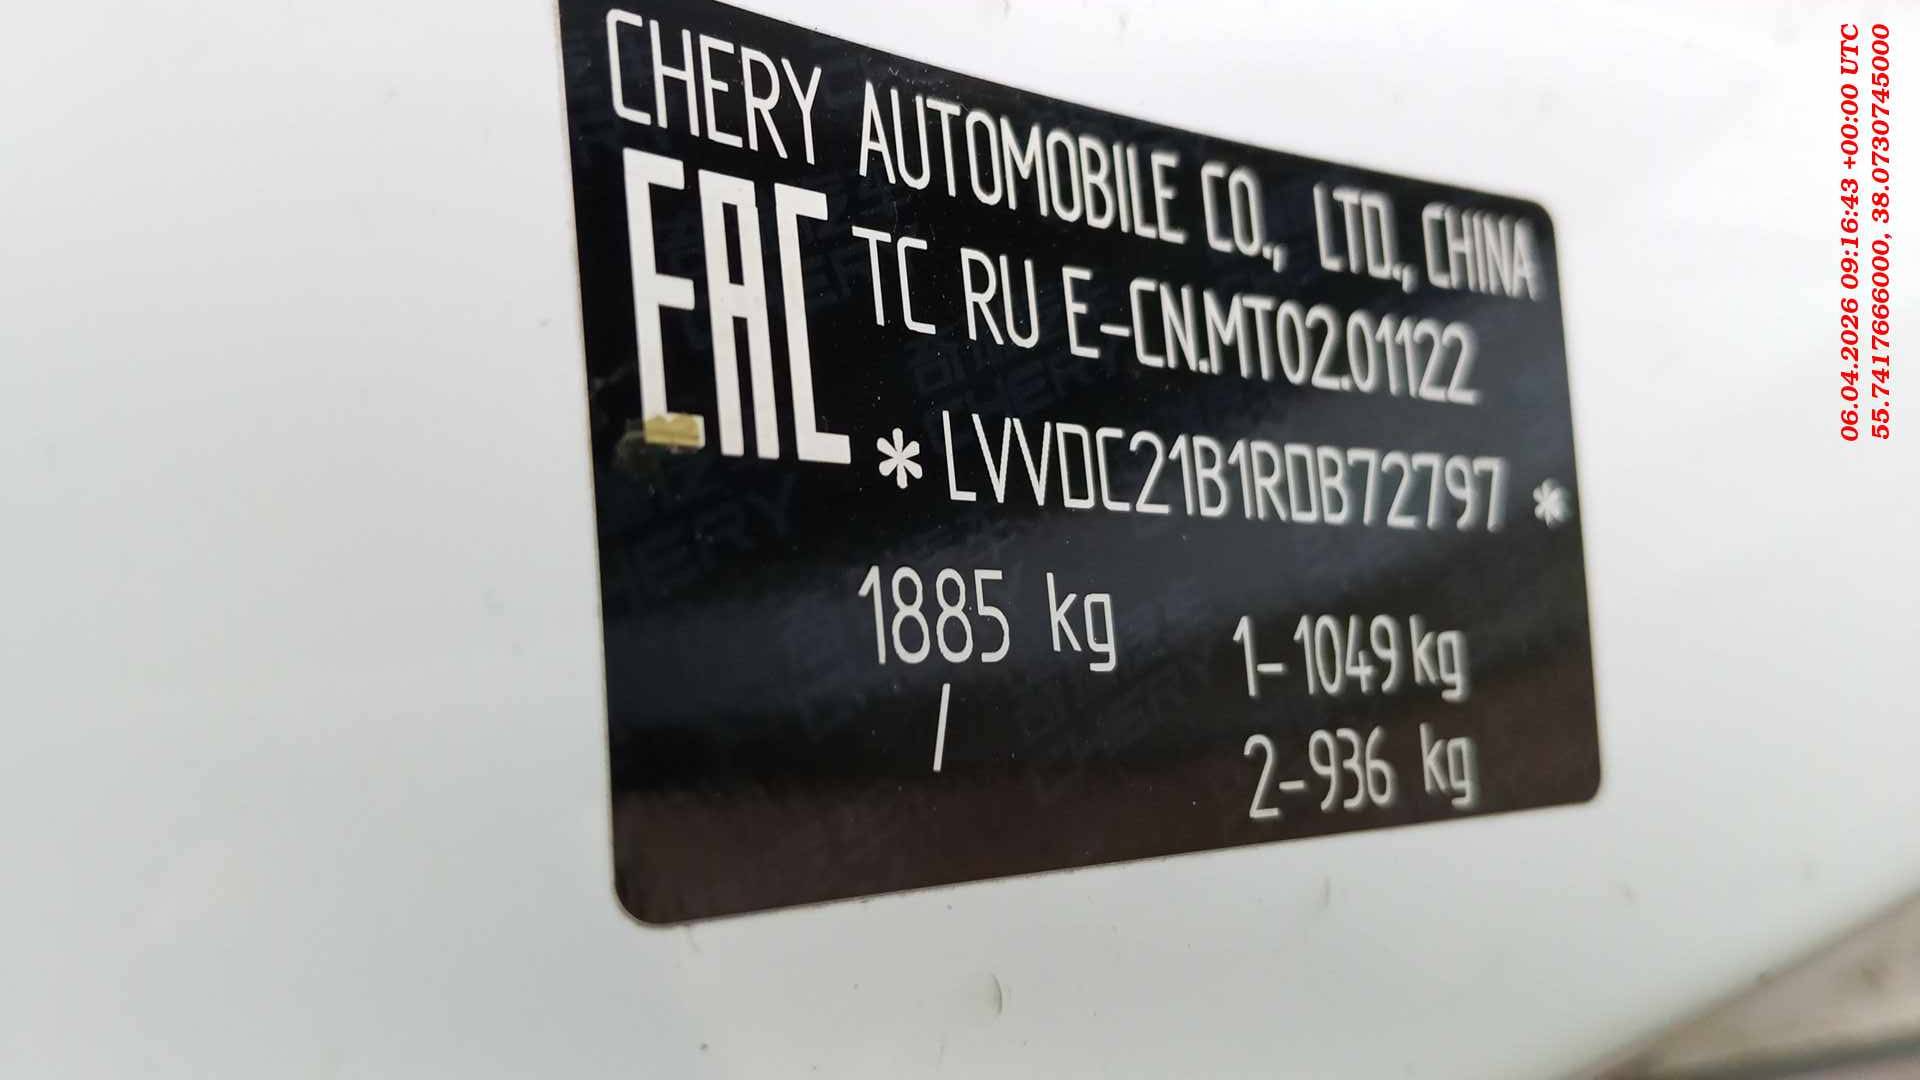 CHERY AUTOMOBILE CO., LTD., CHINA
EAC
TC RU E-CN.MT02.01122
*LVVDC21B1RDB72797*
1885 kg
/
1-1049 kg
2-936 kg
06.04.2026 09:16:43 +00:00 UTC
55.7417666000, 38.07307450000